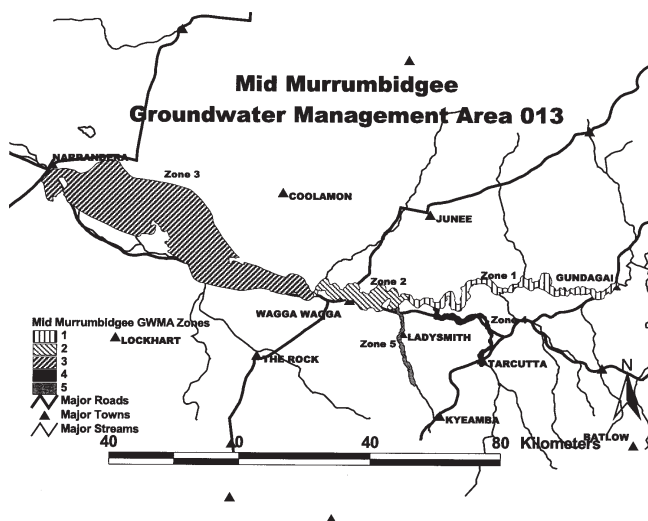 Mid Murrumbidgee
Groundwater Management Area 013
NARRANDERA
Zone 3
COOLAMON
JUNEE
Zone 1
GUNDAGAI
Zone 2
WAGGA WAGGA
Zone 4
Mid Murrumbidgee GWMA Zones
1
LOCKHART
2
Zone 5
LADYSMITH
THE ROCK
3
TARCUTTA
N
4
5
Major Roads
Major Towns
KYEAMBA
Major Streams
BATLOW
40 20 40 80 Kilometers